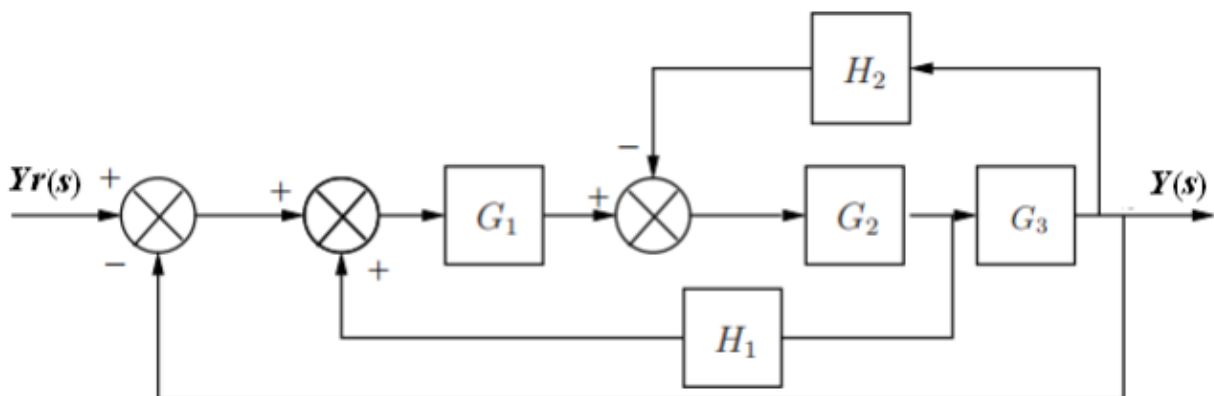 H₂
−
Yr(s) + + + Y(s)
G₁ G₂ G₃
− +
H₁